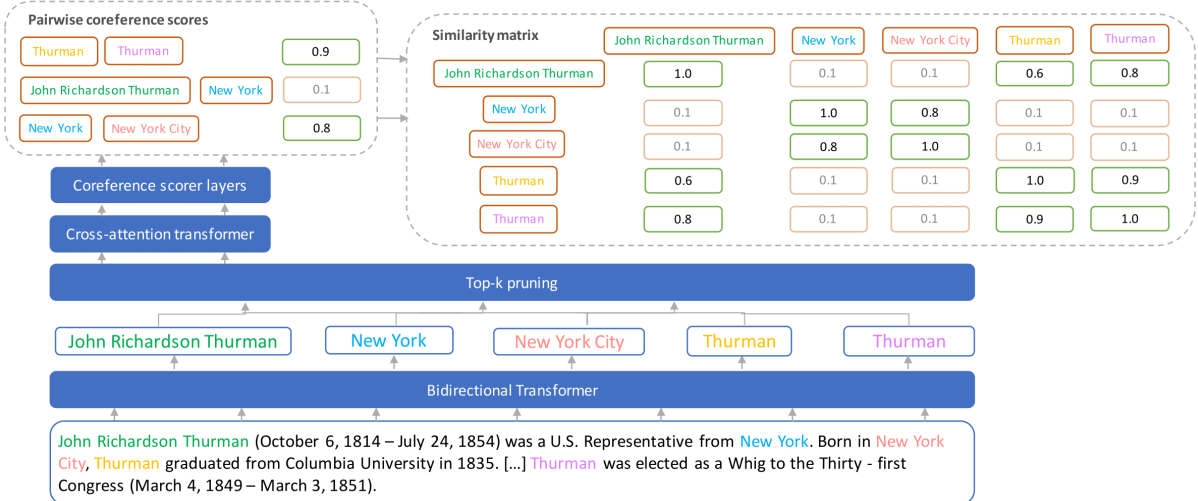 Pairwise coreference scores
Thurman Thurman 0.9
John Richardson Thurman New York 0.1
New York New York City 0.8
Similarity matrix
John Richardson Thurman New York New York City Thurman Thurman
John Richardson Thurman 1.0 0.1 0.1 0.6 0.8
New York 0.1 1.0 0.8 0.1 0.1
New York City 0.1 0.8 1.0 0.1 0.1
Thurman 0.6 0.1 0.1 1.0 0.9
Thurman 0.8 0.1 0.1 0.9 1.0
Coreference scorer layers
Cross-attention transformer
Top-k pruning
John Richardson Thurman New York New York City Thurman Thurman
Bidirectional Transformer
John Richardson Thurman (October 6, 1814 – July 24, 1854) was a U.S. Representative from New York. Born in New York
City, Thurman graduated from Columbia University in 1835. […] Thurman was elected as a Whig to the Thirty - first
Congress (March 4, 1849 – March 3, 1851).